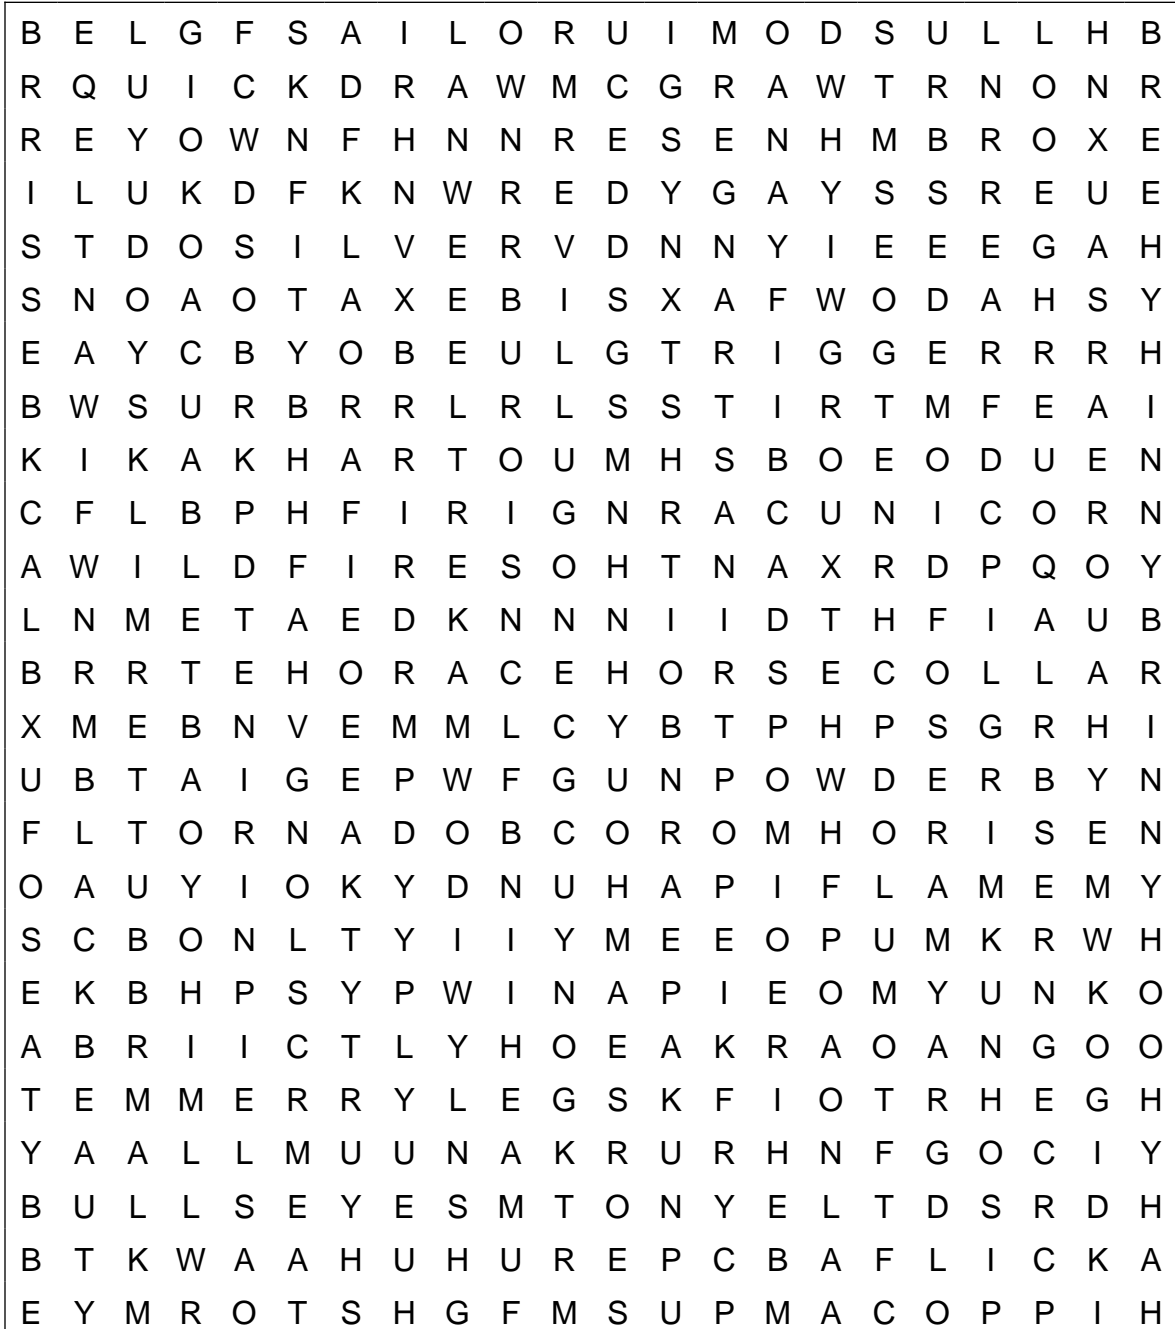 B E L G F S A I L O R U I M O D S U L L H B
R Q U I C K D R A W M C G R A W T R N O N R
R E Y O W N F H N N R E S E N H M B R O X E
I L U K D F K N W R E D Y G A Y S S R E U E
S T D O S I L V E R V D N N Y I E E E G A H
S N O A O T A X E B I S X A F W O D A H S Y
E A Y C B Y O B E U L G T R I G G E R R R H
B W S U R B R R L R L S S T I R T M F E A I
K I K A K H A R T O U M H S B O E O D U E N
C F L B P H F I R I G N R A C U N I C O R N
A W I L D F I R E S O H T N A X R D P Q O Y
L N M E T A E D K N N N I I D T H F I A U B
B R R T E H O R A C E H O R S E C O L L A R
X M E B N V E M M L C Y B T P H P S G R H I
U B T A I G E P W F G U N P O W D E R B Y N
F L T O R N A D O B C O R O M H O R I S E N
O A U Y I O K Y D N U H A P I F L A M E M Y
S C B O N L T Y I I Y M E E O P U M K R W H
E K B H P S Y P W I N A P I E O M Y U N K O
A B R I I C T L Y H O E A K R A O A N G O O
T E M M E R R Y L E G S K F I O T R H E G H
Y A A L L M U U N A K R U R H N F G O C I Y
B U L L S E Y E S M T O N Y E L T D S R D H
B T K W A A H U H U R E P C B A F L I C K A
E Y M R O T S H G F M S U P M A C O P P I H